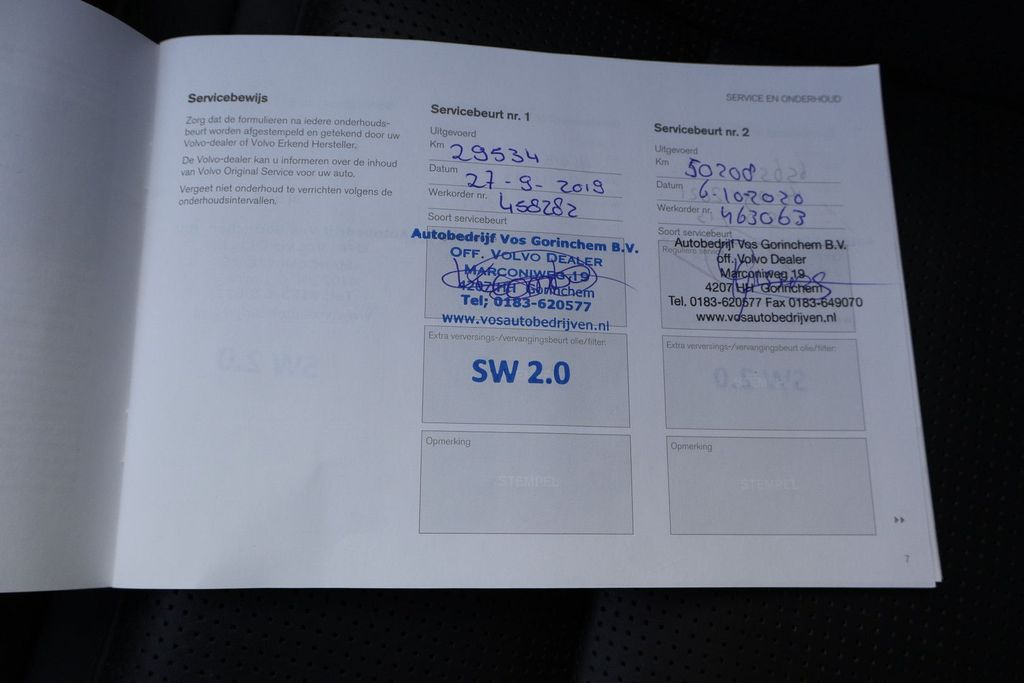 SERVICE EN ONDERHOUD
Servicebewijs
Zorg dat de formulieren na iedere onderhouds-
beurt worden afgestempeld en getekend door uw
Volvo-dealer of Volvo Erkend Hersteller.
De Volvo-dealer kan u informeren over de inhoud
van Volvo Original Service voor uw auto.
Vergeet niet onderhoud te verrichten volgens de
onderhoudsintervallen.
Servicebeurt nr. 1
Uitgevoerd
Km 29534
Datum 27-9-2019
Werkorder nr. 458282
Soort servicebeurt
Autobedrijf Vos Gorinchem B.V.
OFF. VOLVO DEALER
MARCONIWEG 19
4207 HH Gorinchem
Tel; 0183-620577
www.vosautobedrijven.nl
Extra verversings-/vervangingsbeurt olie/filter:
SW 2.0
Opmerking
STEMPEL
Servicebeurt nr. 2
Uitgevoerd
Km 50208
Datum 6-10-2020
Werkorder nr. 463063
Soort servicebeurt
Autobedrijf Vos Gorinchem B.V.
off. Volvo Dealer
Marconiweg 19
4207 HH Gorinchem
Tel. 0183-620577 Fax 0183-649070
www.vosautobedrijven.nl
Extra verversings-/vervangingsbeurt olie/filter:
Opmerking
STEMPEL
7